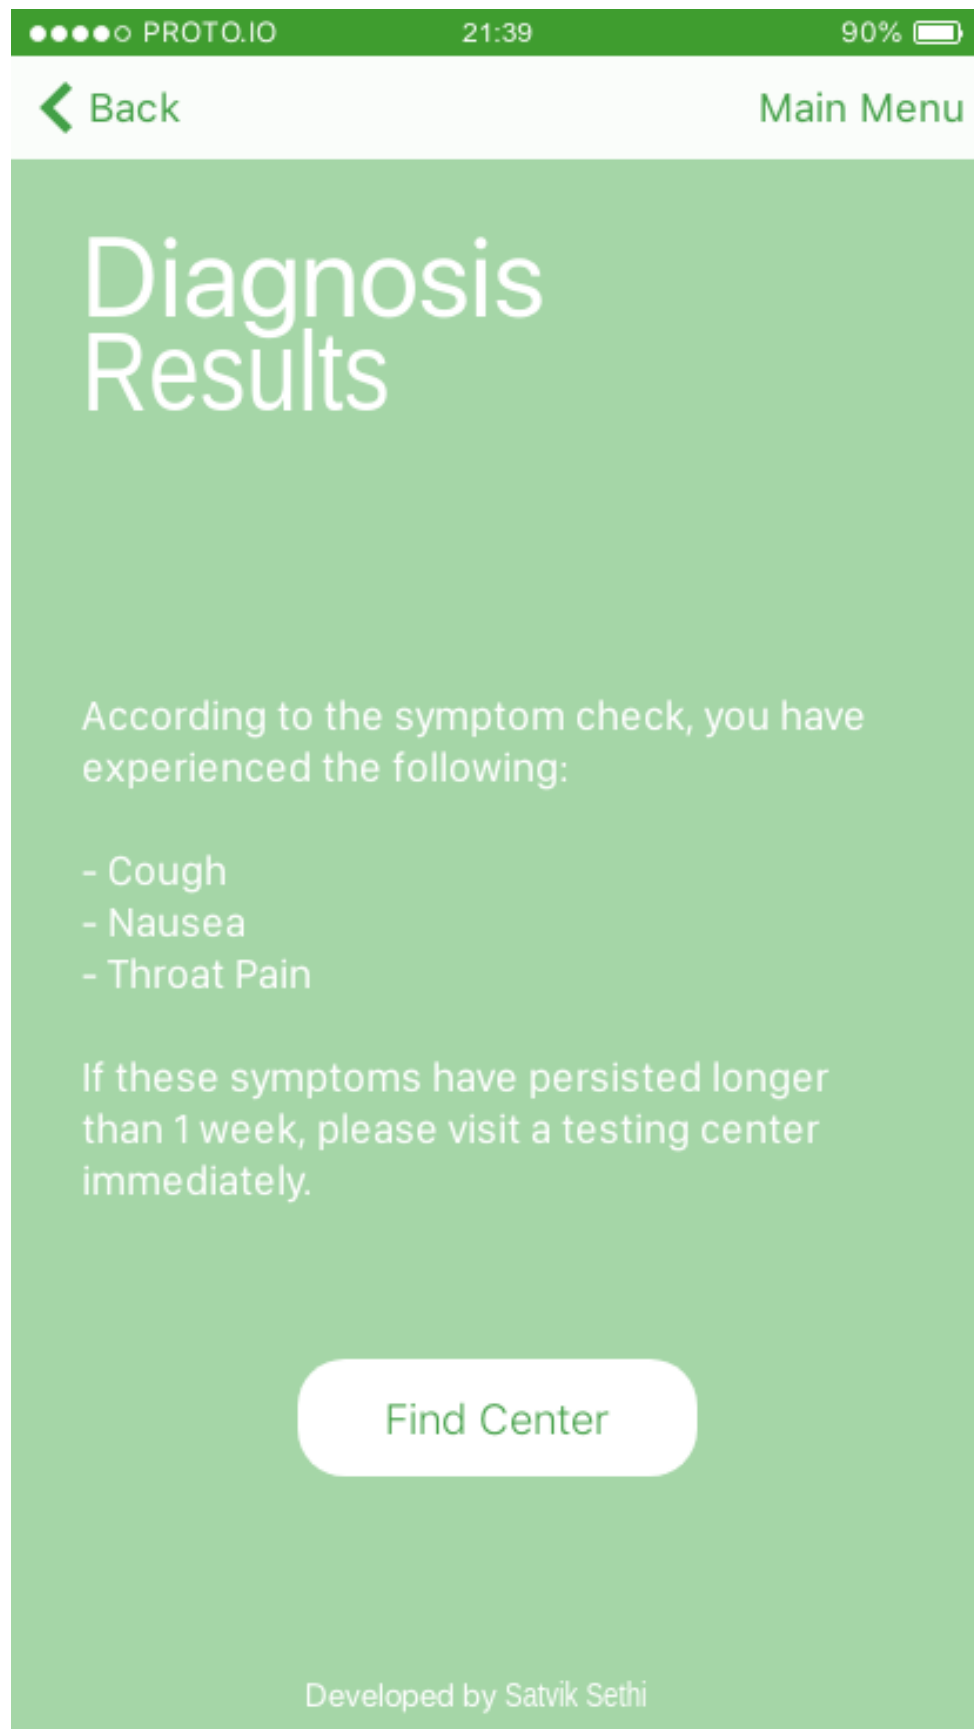 PROTO.IO 21:39 90%
Back Main Menu
Diagnosis
Results
According to the symptom check, you have
experienced the following:
- Cough
- Nausea
- Throat Pain
If these symptoms have persisted longer
than 1 week, please visit a testing center
immediately.
Find Center
Developed by Satvik Sethi